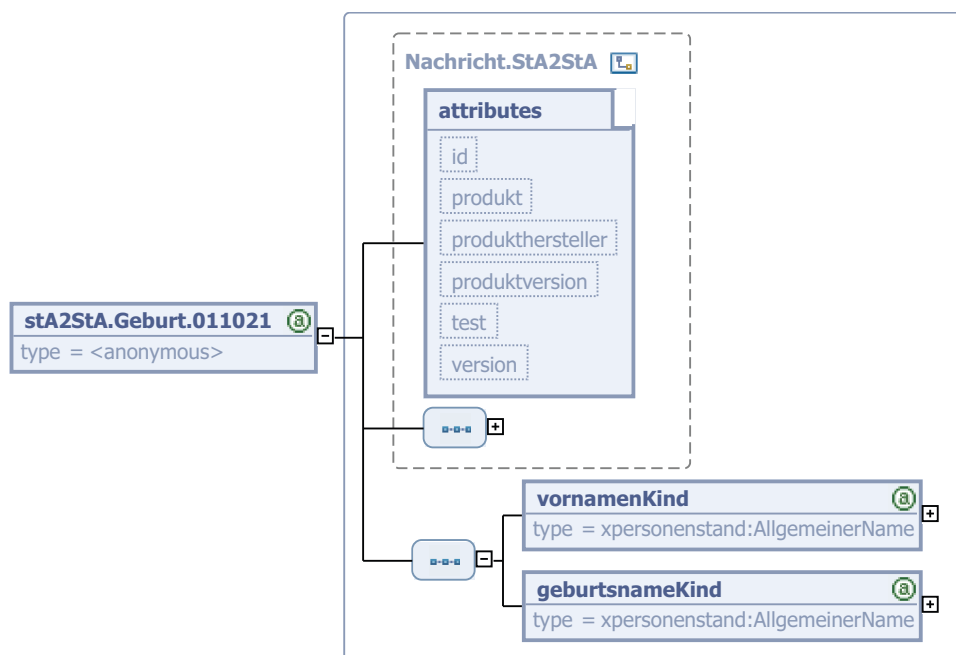 Nachricht.StA2StA
attributes
id
produkt
produkthersteller
produktversion
test
version
stA2StA.Geburt.011021
type = <anonymous>
vornamenKind
type = xpersonenstand:AllgemeinerName
geburtsnameKind
type = xpersonenstand:AllgemeinerName